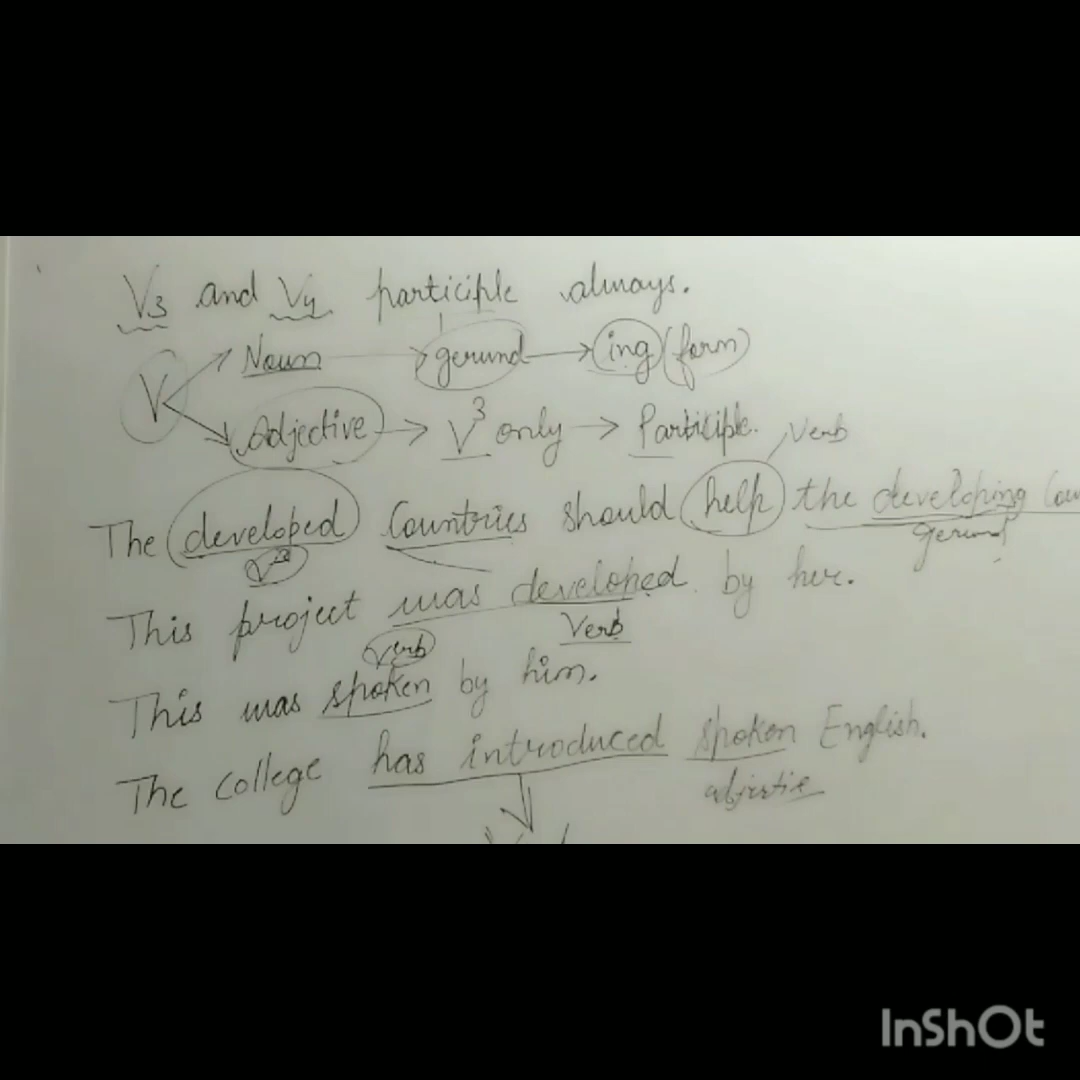 V3 and V4 participle always.
V Noun gerund ing (form)
Adjective V3 only Participle. Verb
The developed Countries should help the developing Cou
V3 gerund
This project was developed by her.
Verb Verb
This was spoken by him.
The College has introduced spoken English.
InShOt